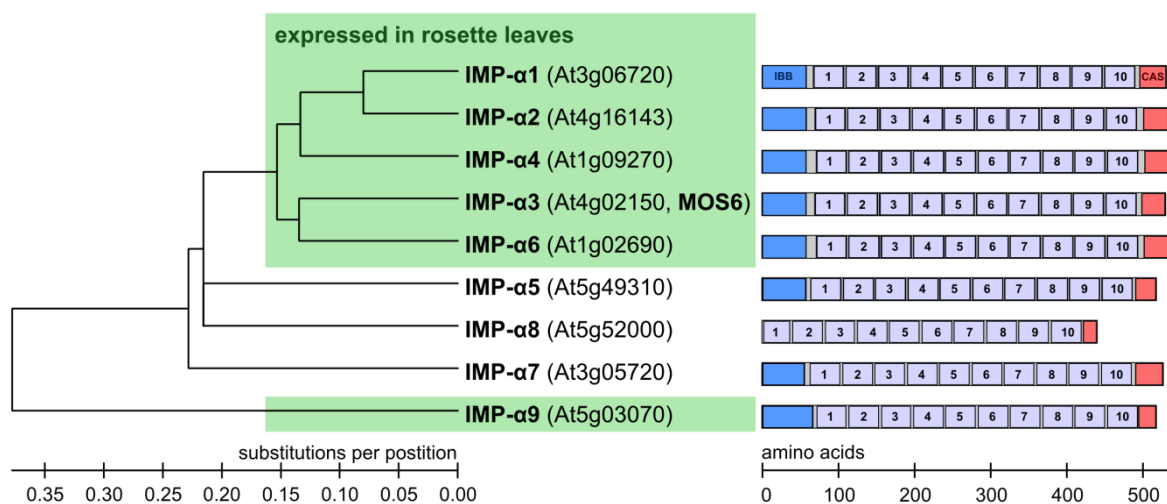 expressed in rosette leaves
IMP-α1 (At3g06720) IBB 1 2 3 4 5 6 7 8 9 10 CAS
IMP-α2 (At4g16143) 1 2 3 4 5 6 7 8 9 10
IMP-α4 (At1g09270) 1 2 3 4 5 6 7 8 9 10
IMP-α3 (At4g02150, MOS6) 1 2 3 4 5 6 7 8 9 10
IMP-α6 (At1g02690) 1 2 3 4 5 6 7 8 9 10
IMP-α5 (At5g49310) 1 2 3 4 5 6 7 8 9 10
IMP-α8 (At5g52000) 1 2 3 4 5 6 7 8 9 10
IMP-α7 (At3g05720) 1 2 3 4 5 6 7 8 9 10
IMP-α9 (At5g03070) 1 2 3 4 5 6 7 8 9 10
substitutions per postition amino acids
0.35 0.30 0.25 0.20 0.15 0.10 0.05 0.00 0 100 200 300 400 500